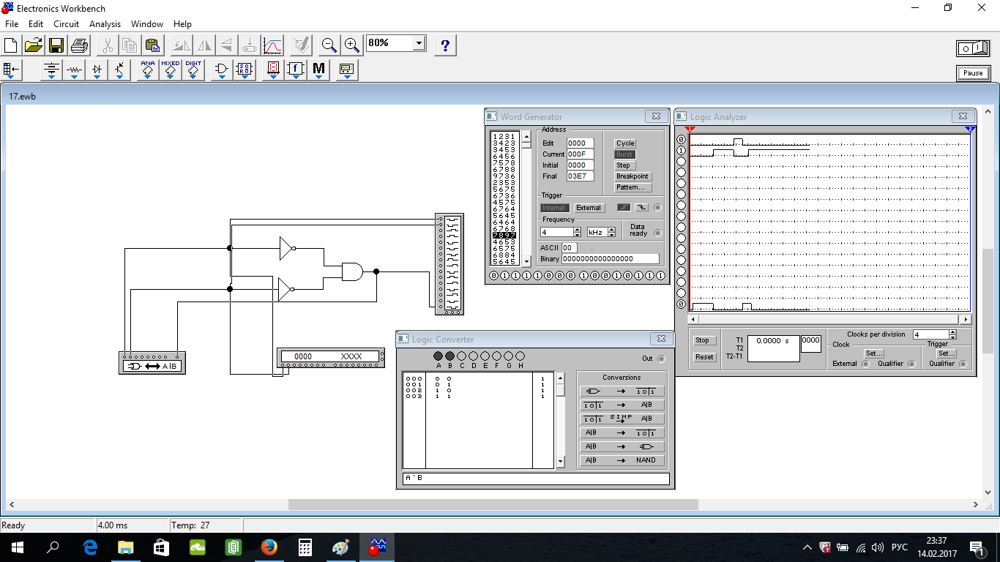 Electronics Workbench
File Edit Circuit Analysis Window Help
80%
?
0 1
ANA MIXED DIGIT
M
Pause
17.ewb
Word Generator
1231
3423
3453
6456
7578
6788
9736
2353
5675
6736
4575
6764
5645
6464
6768
7897
4653
6575
6884
5645
Address
Edit 0000
Current 000F
Initial 0000
Final 03E7
Cycle
Burst
Step
Breakpoint
Pattern...
Trigger
Internal External
Frequency
4 kHz
Data ready
ASCII 00
Binary 0000000000000000
0 1 1 1 1 0 0 0 1 0 0 1 0 1 1 1
Logic Analyzer
1 2
0
1
0
Stop
Reset
T1
T2
T2-T1
0.0000 s
0000
Clocks per division 4
Clock
Set...
External Qualifier
Trigger
Set...
Qualifier
A|B
0000 XXXX
Logic Converter
A B C D E F G H
Out
000 0 0 1
001 0 1 1
002 1 0 1
003 1 1 1
Conversions
→ 1 0|1
1 0|1 → A|B
1 0|1 SIMP → A|B
A|B → 1 0|1
A|B →
A|B → NAND
A'B
Ready 4.00 ms Temp: 27
РУС
23:37
14.02.2017
1